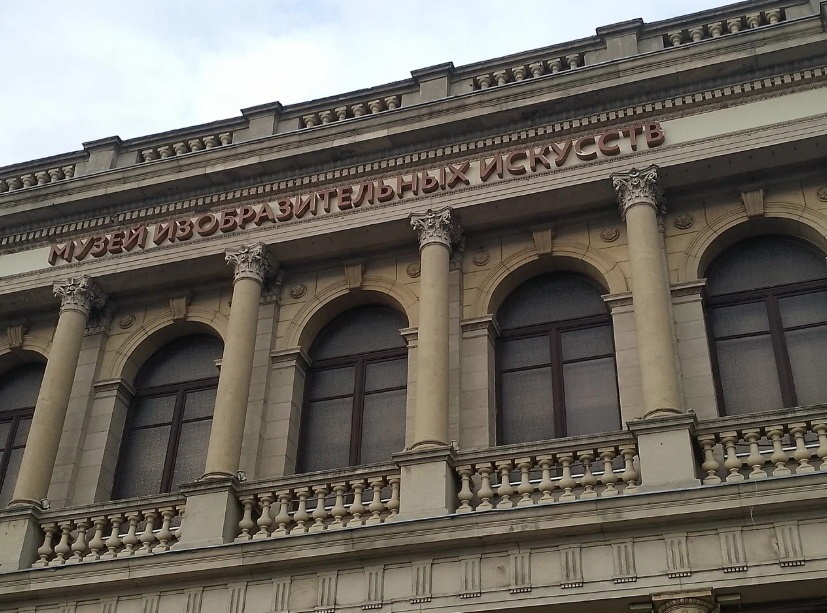 МУЗЕЙ ИЗОБРАЗИТЕЛЬНЫХ ИСКУССТВ